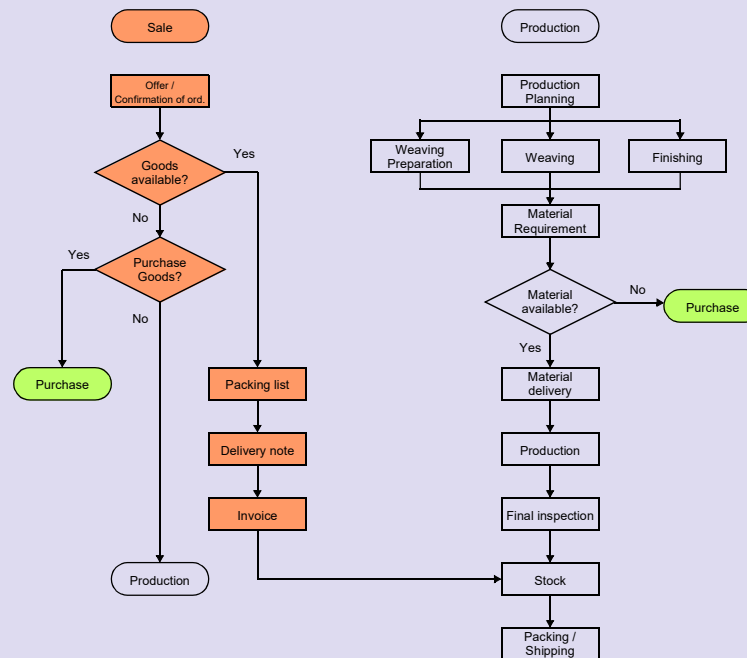 Sale
Offer /
Confirmation of ord.
Goods
available?
Yes
No
Purchase
Goods?
Yes
No
Purchase
Packing list
Delivery note
Invoice
Production
Production
Production
Planning
Weaving
Preparation
Weaving
Finishing
Material
Requirement
Material
available?
No
Purchase
Yes
Material
delivery
Production
Final inspection
Stock
Packing /
Shipping